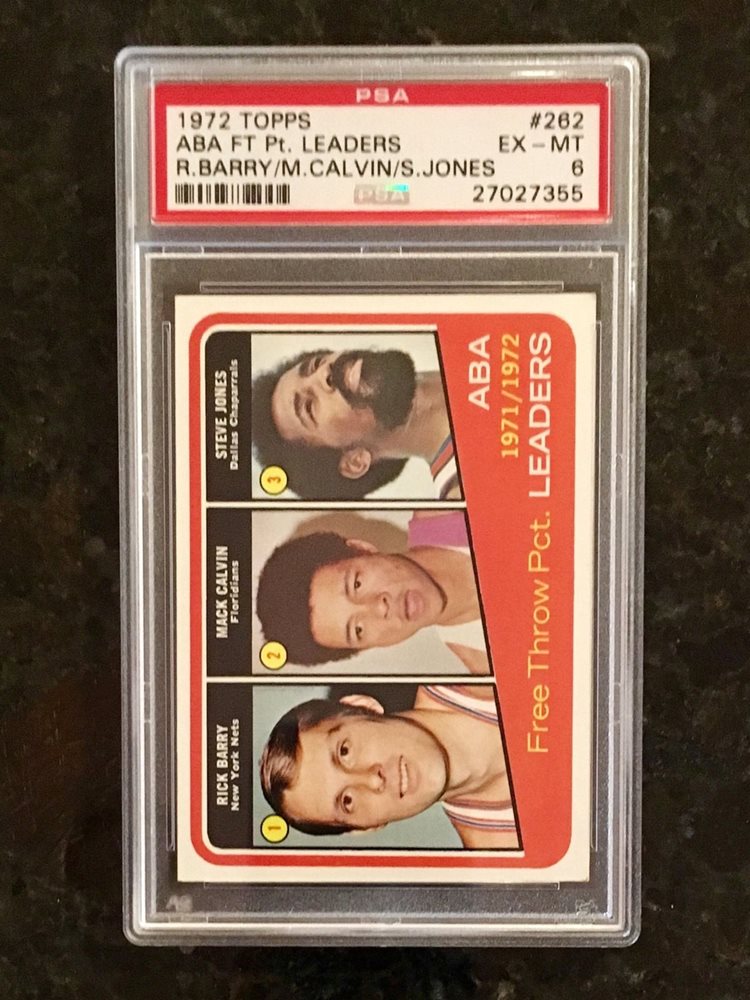 PSA
1972 TOPPS #262
ABA FT Pt. LEADERS EX - MT
R.BARRY/M.CALVIN/S.JONES 6
PSA 27027355
1
RICK BARRY
New York Nets
2
MACK CALVIN
Floridians
3
STEVE JONES
Dallas Chaparrals
ABA
1971/1972
Free Throw Pct. LEADERS